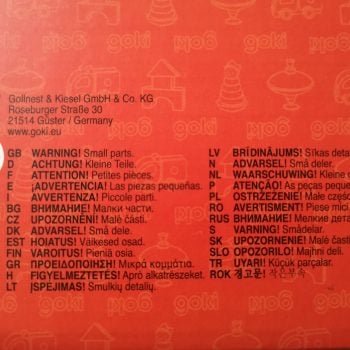 goki
goki
goki
Gollnest & Kiesel GmbH & Co. KG
Roseburger Straße 30
21514 Güster / Germany
www.goki.eu
GB WARNING! Small parts.
D ACHTUNG! Kleine Teile.
F ATTENTION! Petites pièces.
E ¡ADVERTENCIA! Las piezas pequeñas.
I AVVERTENZA! Piccole parti.
BG ВНИМАНИЕ! Малки части.
CZ UPOZORNĚNÍ! Malé části.
DK ADVARSEL! Små dele.
EST HOIATUS! Väikesed osad.
FIN VAROITUS! Pieniä osia.
GR ΠΡΟΕΙΔΟΠΟΙΗΣΗ! Μικρά κομμάτια.
H FIGYELMEZTETÉS! Apró alkatrészeket.
LT ĮSPĖJIMAS! Smulkių detalių.
LV BRĪDINĀJUMS! Sīkas detaļ
N ADVARSEL! Små deler.
NL WAARSCHUWING! Kleine
P ATENÇÃO! As peças pequ
PL OSTRZEŻENIE! Małe częśc
RO AVERTISMENT! Piese mici
RUS ВНИМАНИЕ! Мелкие дета
S VARNING! Smådelar.
SK UPOZORNENIE! Malé časti
SLO OPOZORILO! Majhni deli.
TR UYARI! Küçük parçalar.
ROK 경고문! 작은부속